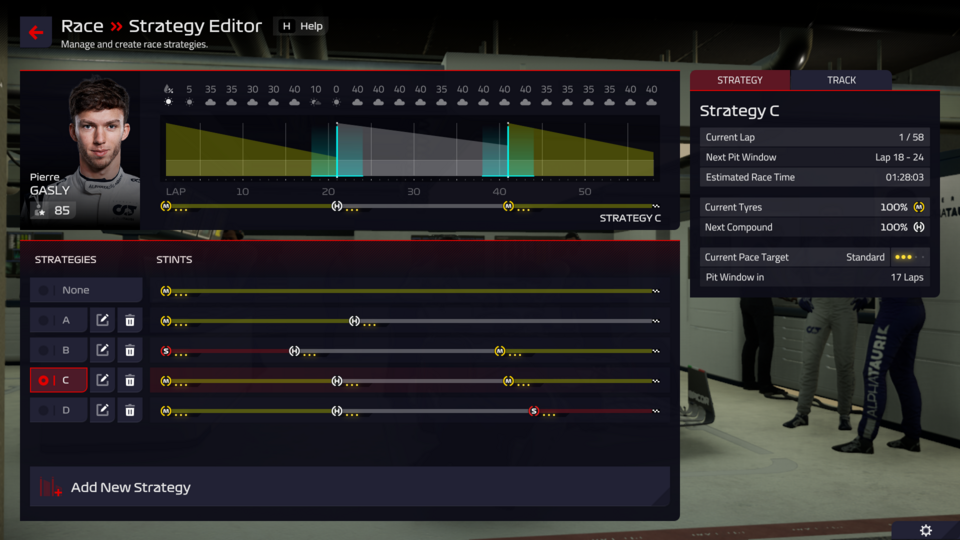 Race » Strategy Editor H Help
Manage and create race strategies.
% 5 35 35 30 30 40 10 0 40 40 40 40 40 40 40 40 40 35 35 35 35 40 40
Pierre
GASLY
85
LAP 10 20 30 40 50
M H M
STRATEGY C
STRATEGIES STINTS
None M
A M H
B S H M
C M H M
D M H S
Add New Strategy
STRATEGY TRACK
Strategy C
Current Lap 1 / 58
Next Pit Window Lap 18 - 24
Estimated Race Time 01:28:03
Current Tyres 100% M
Next Compound 100% H
Current Pace Target Standard
Pit Window in 17 Laps
ALPHATAURI